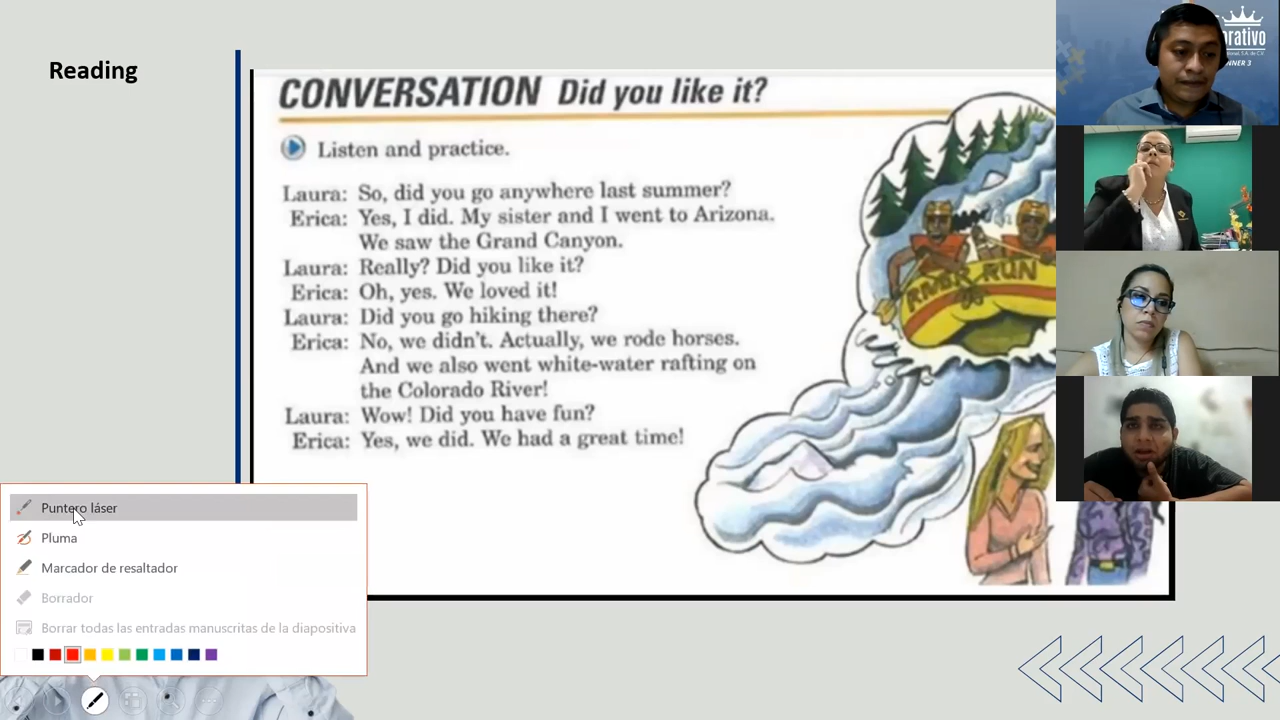 Reading
CONVERSATION Did you like it?
Listen and practice.
Laura: So, did you go anywhere last summer?
Erica: Yes, I did. My sister and I went to Arizona.
We saw the Grand Canyon.
Laura: Really? Did you like it?
Erica: Oh, yes. We loved it!
Laura: Did you go hiking there?
Erica: No, we didn't. Actually, we rode horses.
And we also went white-water rafting on
the Colorado River!
Laura: Wow! Did you have fun?
Erica: Yes, we did. We had a great time!
RIVER RUN
Puntero láser
Pluma
Marcador de resaltador
Borrador
Borrar todas las entradas manuscritas de la diapositiva